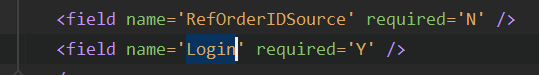 <field name='RefOrderIDSource' required='N' />
<field name='Login' required='Y' />